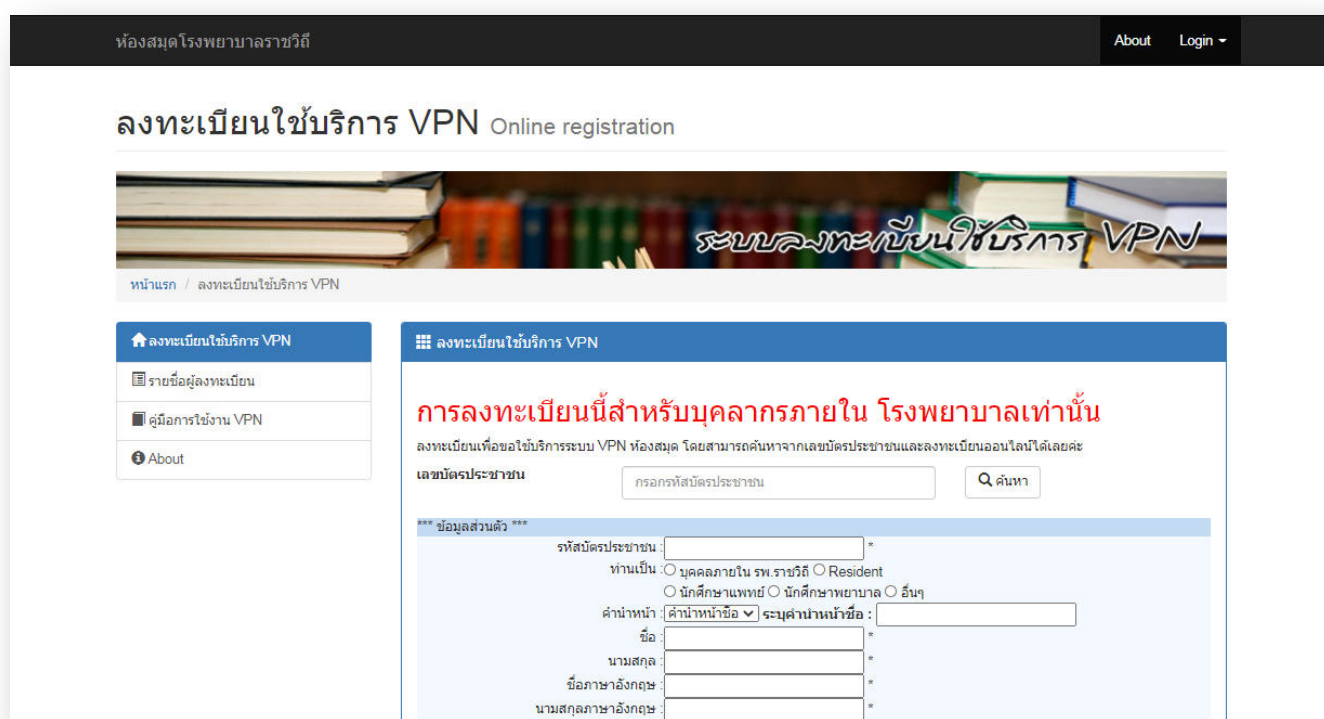 ห้องสมุดโรงพยาบาลราชวิถี About Login
ลงทะเบียนใช้บริการ VPN Online registration
ระบบลงทะเบียนใช้บริการ VPN
หน้าแรก / ลงทะเบียนใช้บริการ VPN
ลงทะเบียนใช้บริการ VPN
รายชื่อผู้ลงทะเบียน
คู่มือการใช้งาน VPN
About
ลงทะเบียนใช้บริการ VPN
การลงทะเบียนนี้สำหรับบุคลากรภายใน โรงพยาบาลเท่านั้น
ลงทะเบียนเพื่อขอใช้บริการระบบ VPN ห้องสมุด โดยสามารถค้นหาจากเลขบัตรประชาชนและลงทะเบียนออนไลน์ได้เลยค่ะ
เลขบัตรประชาชน กรอกรหัสบัตรประชาชน ค้นหา
*** ข้อมูลส่วนตัว ***
รหัสบัตรประชาชน : *
ท่านเป็น : บุคคลภายใน รพ.ราชวิถี Resident
นักศึกษาแพทย์ นักศึกษาพยาบาล อื่นๆ
คำนำหน้า : คำนำหน้าชื่อ ระบุคำนำหน้าชื่อ :
ชื่อ : *
นามสกุล : *
ชื่อภาษาอังกฤษ : *
นามสกุลภาษาอังกฤษ : *